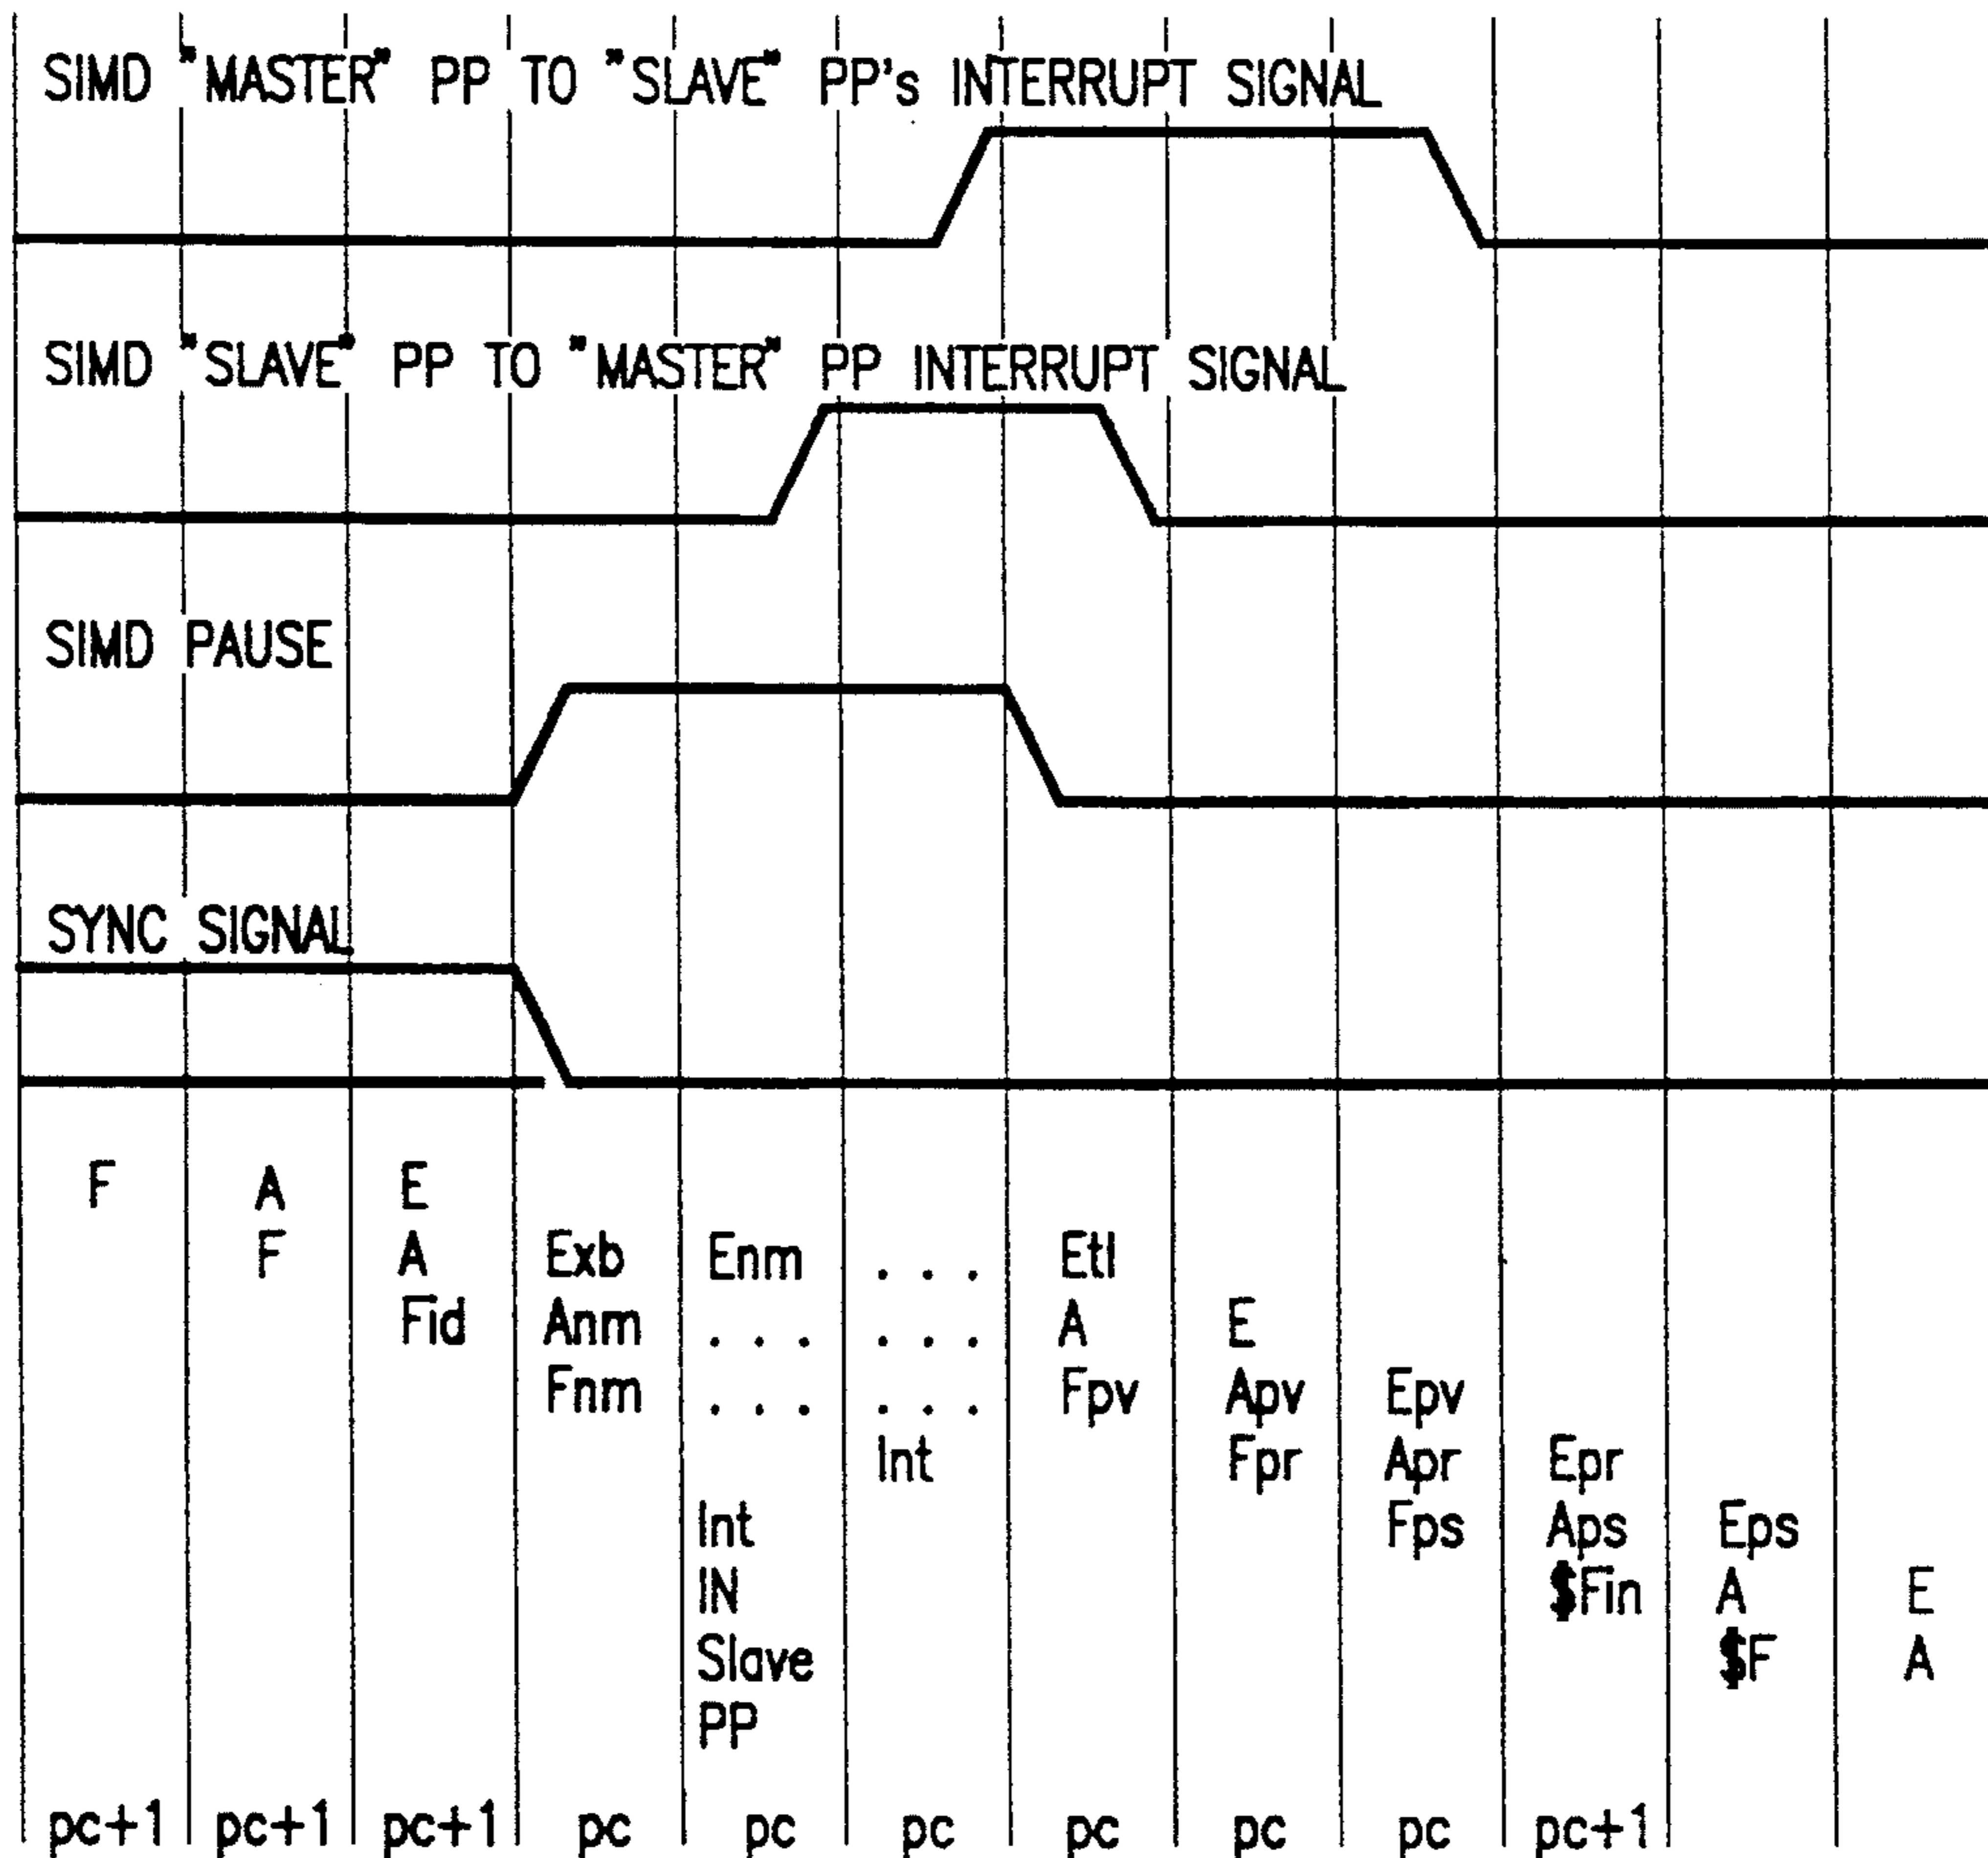 SIMD "MASTER" PP TO "SLAVE" PP's INTERRUPT SIGNAL
SIMD "SLAVE" PP TO "MASTER" PP INTERRUPT SIGNAL
SIMD PAUSE
SYNC SIGNAL
F A E
F A Exb Enm . . . Etl
Fid Anm . . . . . . A E
Fnm . . . . . . Fpv Apv Epv
Int Fpr Apr Epr
Int Fps Aps Eps
IN $Fin A E
Slave $F A
PP
pc+1 pc+1 pc+1 pc pc pc pc pc pc pc+1